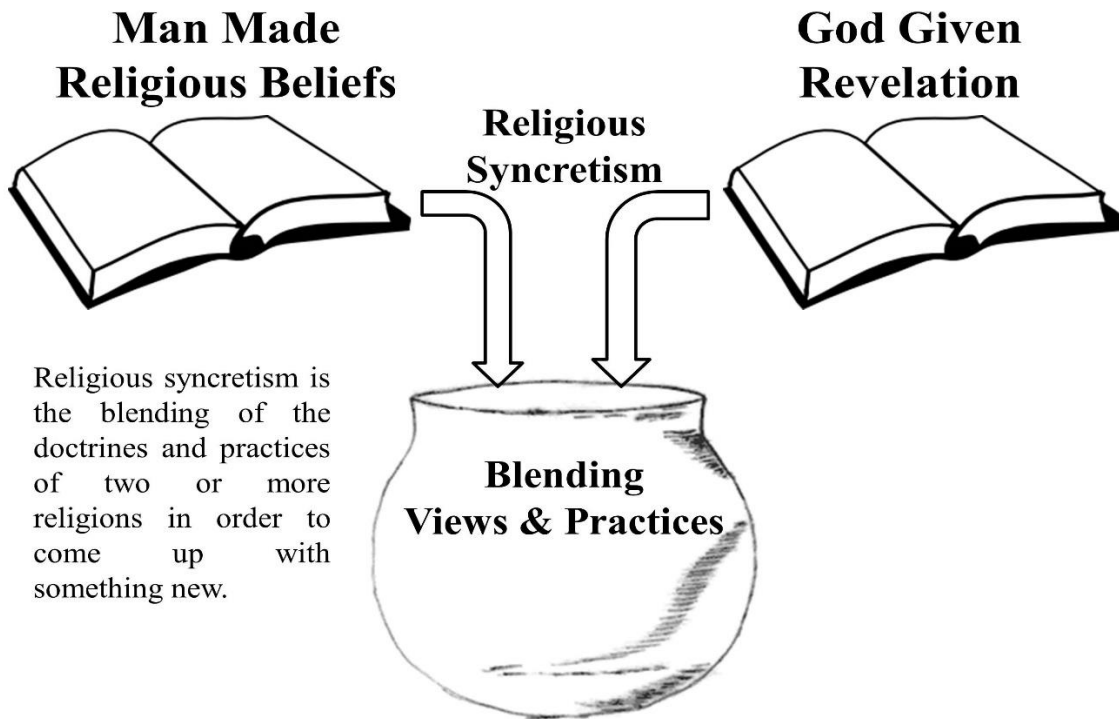 Man Made
Religious Beliefs
God Given
Revelation
Religious
Syncretism
Religious syncretism is
the blending of the
doctrines and practices
of two or more
religions in order to
come up with
something new.
Blending
Views & Practices